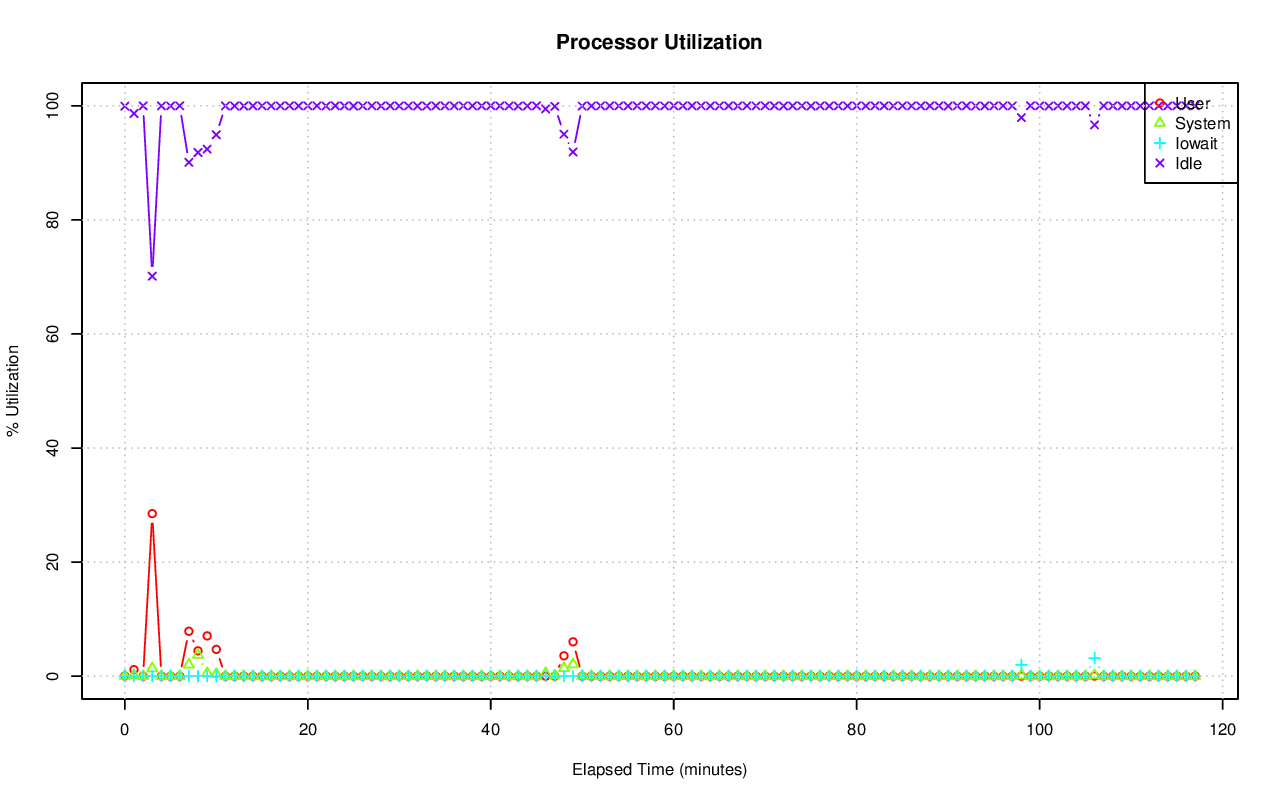 Processor Utilization
% Utilization
100
80
60
40
20
0
User
System
Iowait
Idle
0 20 40 60 80 100 120
Elapsed Time (minutes)